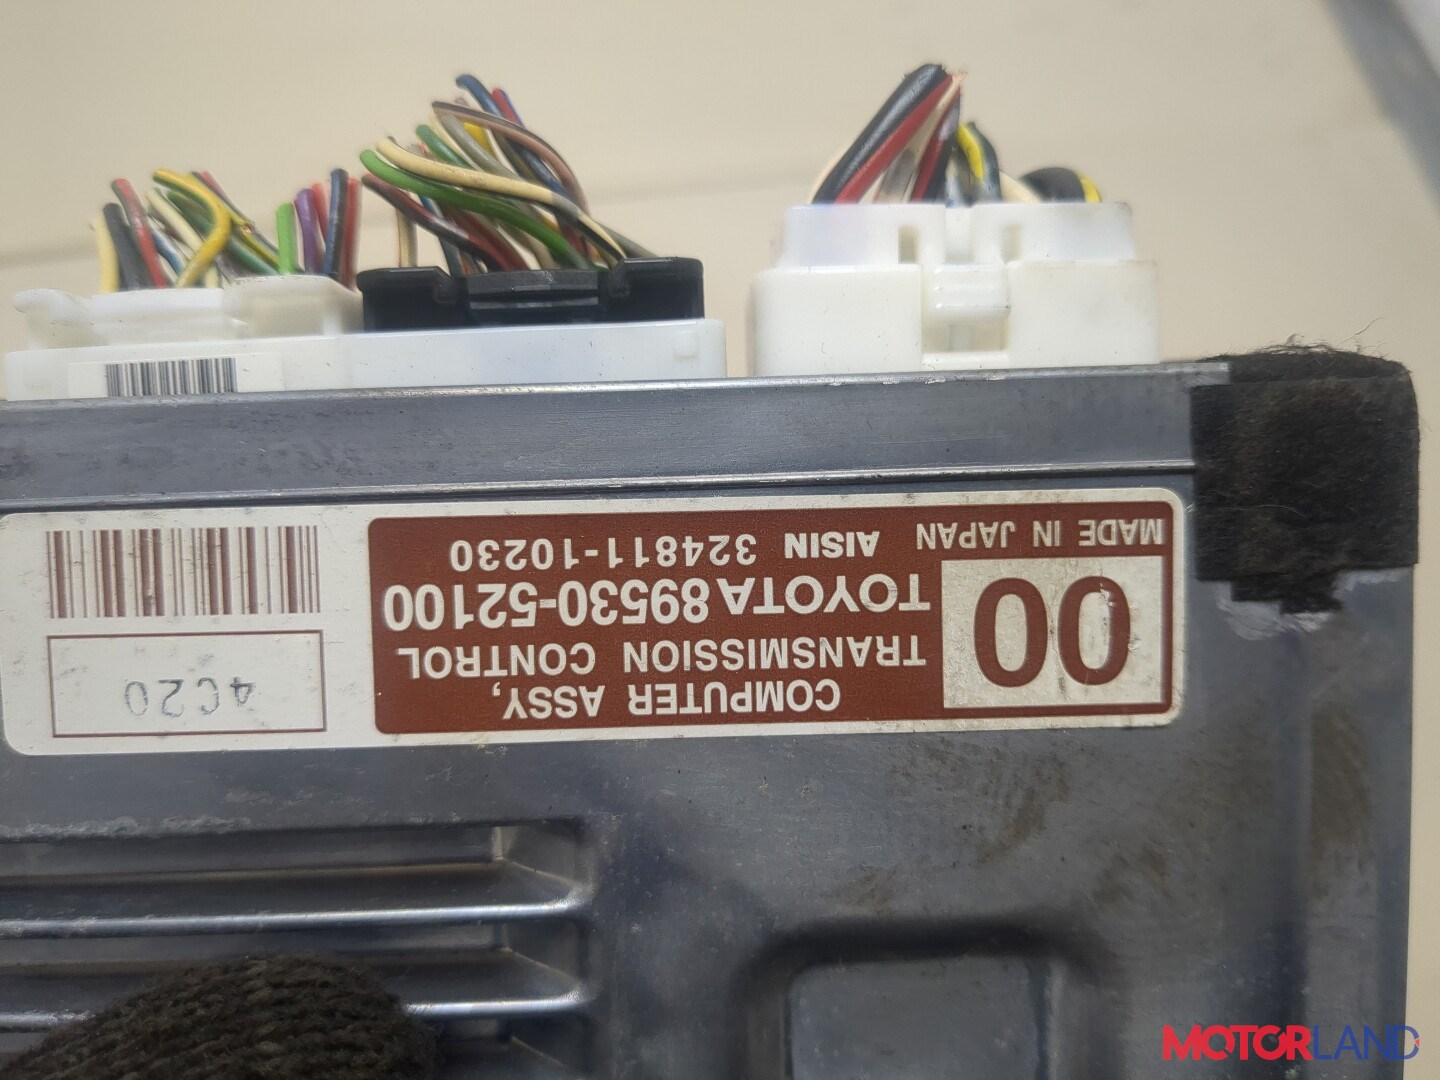 COMPUTER ASSY,
TRANSMISSION CONTROL
TOYOTA 89530-52100
AISIN 324811-10230
MADE IN JAPAN
00
4C20
MOTORLAND